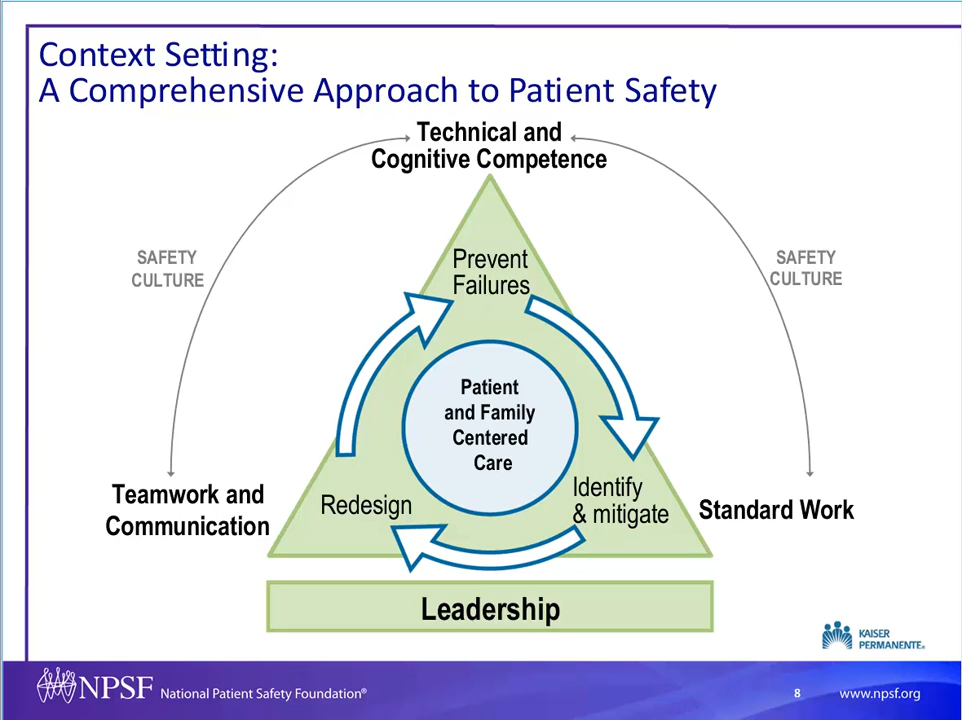 Context Setting:
A Comprehensive Approach to Patient Safety
Technical and
Cognitive Competence
SAFETY
CULTURE
SAFETY
CULTURE
Prevent
Failures
Patient
and Family
Centered
Care
Teamwork and
Communication
Redesign
Identify
& mitigate
Standard Work
Leadership
KAISER
PERMANENTE®
NPSF National Patient Safety Foundation®
8
www.npsf.org